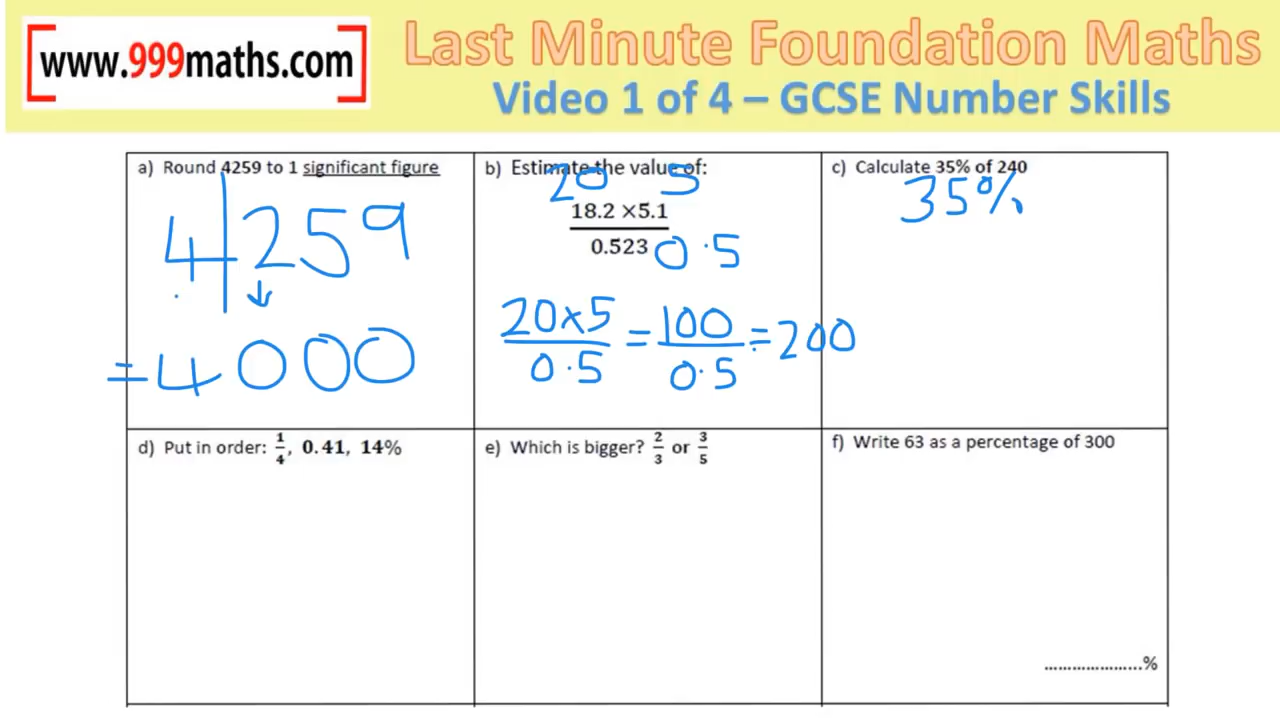 www.999maths.com
Last Minute Foundation Maths
Video 1 of 4 – GCSE Number Skills
a) Round 4259 to 1 significant figure
4 259
= 4000
b) Estimate the value of:
20 5
18.2 ×5.1
0.523
0.5
20×5 = 100 = 200
0.5 0.5
c) Calculate 35% of 240
35%
d) Put in order: 1/4, 0.41, 14%
e) Which is bigger? 2/3 or 3/5
f) Write 63 as a percentage of 300
.....................%